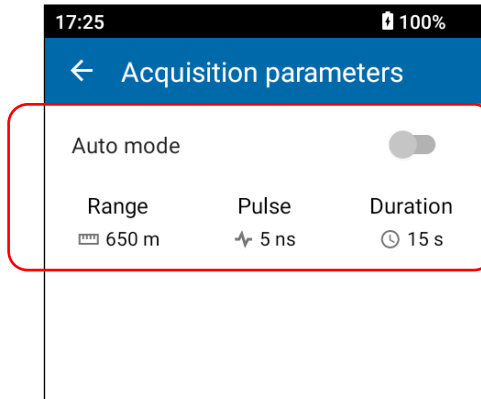 17:25 100%
Acquisition parameters
Auto mode
Range Pulse Duration
650 m 5 ns 15 s